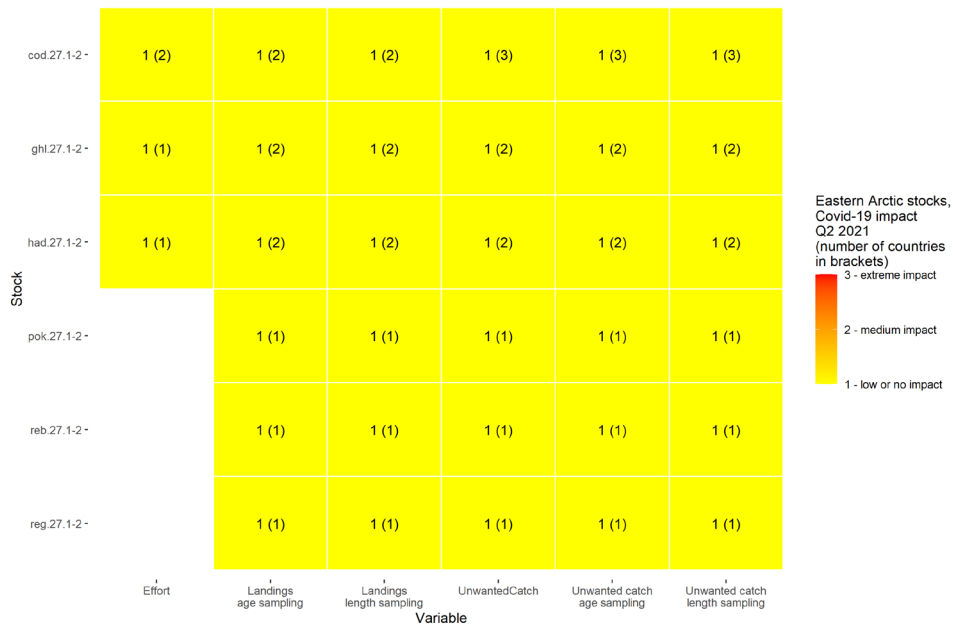 cod.27.1-2
1 (2)
1 (2)
1 (2)
1 (3)
1 (3)
1 (3)
ghl.27.1-2
1 (1)
1 (2)
1 (2)
1 (2)
1 (2)
1 (2)
had.27.1-2
1 (1)
1 (2)
1 (2)
1 (2)
1 (2)
1 (2)
Stock
pok.27.1-2
1 (1)
1 (1)
1 (1)
1 (1)
1 (1)
reb.27.1-2
1 (1)
1 (1)
1 (1)
1 (1)
1 (1)
reg.27.1-2
1 (1)
1 (1)
1 (1)
1 (1)
1 (1)
Effort
Landings
age sampling
Landings
length sampling
UnwantedCatch
Unwanted catch
age sampling
Unwanted catch
length sampling
Variable
Eastern Arctic stocks,
Covid-19 impact
Q2 2021
(number of countries
in brackets)
3 - extreme impact
2 - medium impact
1 - low or no impact